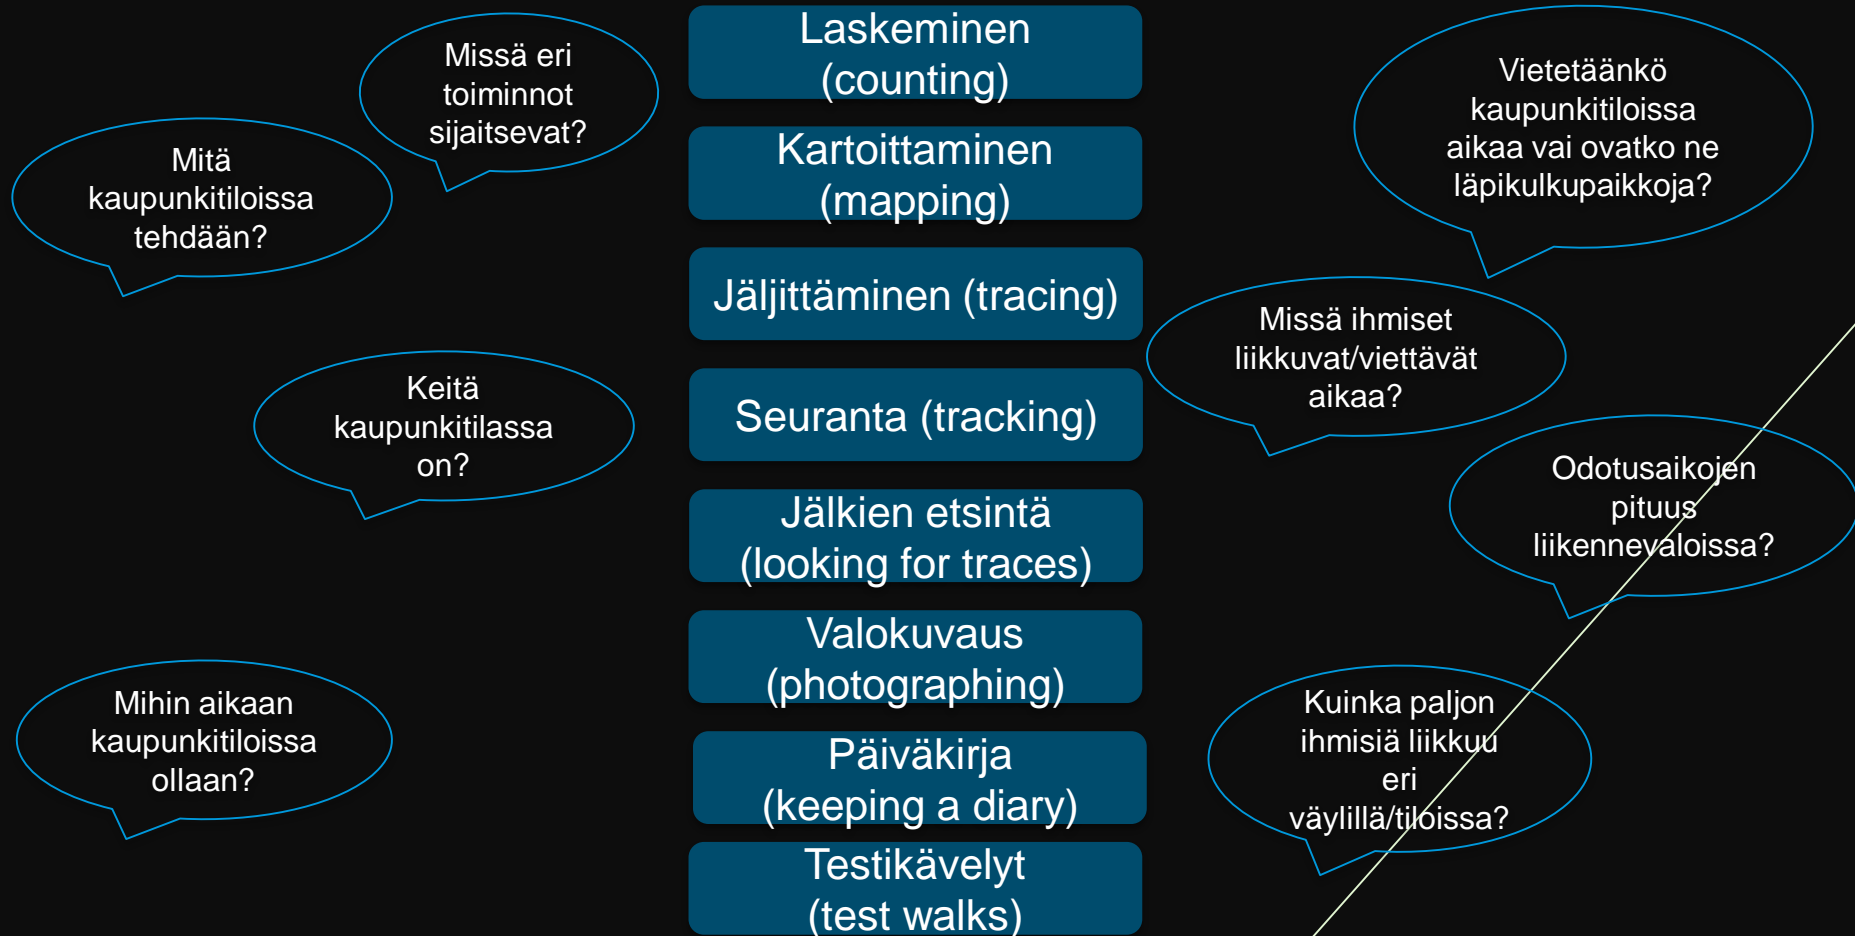 Missä eri
toiminnot
sijaitsevat?
Mitä
kaupunkitiloissa
tehdään?
Keitä
kaupunkitilassa
on?
Mihin aikaan
kaupunkitiloissa
ollaan?
Laskeminen
(counting)
Kartoittaminen
(mapping)
Jäljittäminen (tracing)
Seuranta (tracking)
Jälkien etsintä
(looking for traces)
Valokuvaus
(photographing)
Päiväkirja
(keeping a diary)
Testikävelyt
(test walks)
Vietetäänkö
kaupunkitiloissa
aikaa vai ovatko ne
läpikulkupaikkoja?
Missä ihmiset
liikkuvat/viettävät
aikaa?
Odotusaikojen
pituus
liikennevaloissa?
Kuinka paljon
ihmisiä liikkuu
eri
väylillä/tiloissa?